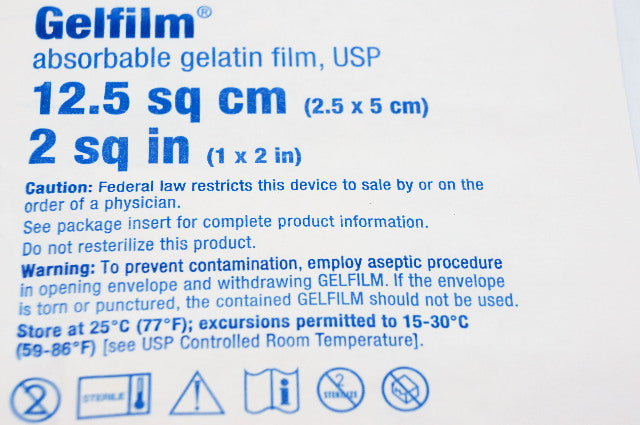 Gelfilm®
absorbable gelatin film, USP
12.5 sq cm (2.5 x 5 cm)
2 sq in (1 x 2 in)
Caution: Federal law restricts this device to sale by or on the
order of a physician.
See package insert for complete product information.
Do not resterilize this product.
Warning: To prevent contamination, employ aseptic procedure
in opening envelope and withdrawing GELFILM. If the envelope
is torn or punctured, the contained GELFILM should not be used.
Store at 25°C (77°F); excursions permitted to 15-30°C
(59-86°F) [see USP Controlled Room Temperature].
2 STERILE i 2 STERILIZE